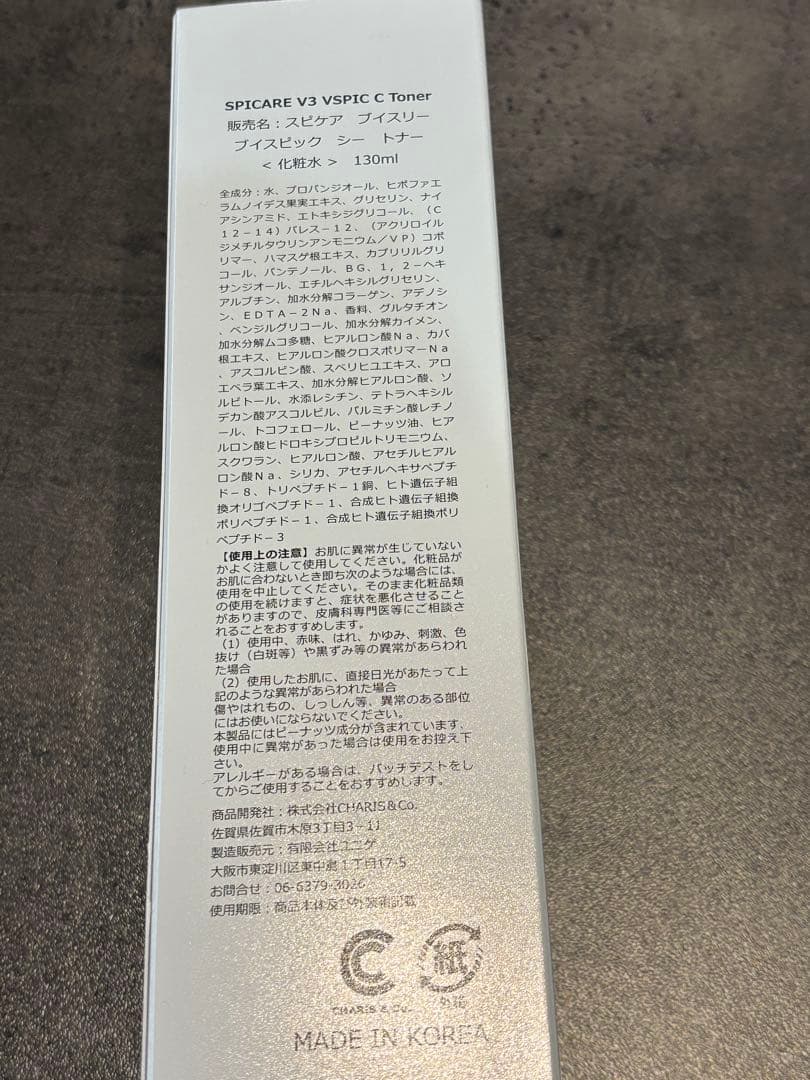 SPICARE V3 VSPIC C Toner
販売名：スピケア　ブイスリー
ブイスピック　シー　トナー
＜化粧水＞　130ml
全成分：水、プロパンジオール、ヒポファエ
ラムノイデス果実エキス、グリセリン、ナイ
アシンアミド、エトキシジグリコール、（C
１２－１４）パレス－１２、（アクリロイル
ジメチルタウリンアンモニウム／ＶＰ）コポ
リマー、ハマスゲ根エキス、カプリリルグリ
コール、パンテノール、ＢＧ、１，２－ヘキ
サンジオール、エチルヘキシルグリセリン、
アルブチン、加水分解コラーゲン、アデノシ
ン、ＥＤＴＡ－２Ｎａ、香料、グルタチオン
、ベンジルグリコール、加水分解カイメン、
加水分解ムコ多糖、ヒアルロン酸Ｎａ、カバ
根エキス、ヒアルロン酸クロスポリマーＮａ
、アスコルビン酸、スベリヒユエキス、アロ
エベラ葉エキス、加水分解ヒアルロン酸、ソ
ルビトール、水添レシチン、テトラヘキシル
デカン酸アスコルビル、パルミチン酸レチノ
ール、トコフェロール、ピーナッツ油、ヒア
ルロン酸ヒドロキシプロピルトリモニウム、
スクワラン、ヒアルロン酸、アセチルヒアル
ロン酸Ｎａ、シリカ、アセチルヘキサペプチ
ド－８、トリペプチド－１銅、ヒト遺伝子組
換オリゴペプチド－１、合成ヒト遺伝子組換
ポリペプチド－１、合成ヒト遺伝子組換ポリ
ペプチド－３
【使用上の注意】お肌に異常が生じていない
かよく注意して使用してください。化粧品が
お肌に合わないとき即ち次のような場合には、
使用を中止してください。そのまま化粧品類
の使用を続けますと、症状を悪化させること
がありますので、皮膚科専門医等にご相談さ
れることをおすすめします。
（1）使用中、赤味、はれ、かゆみ、刺激、色
抜け（白斑等）や黒ずみ等の異常があらわれ
た場合
（2）使用したお肌に、直接日光があたって上
記のような異常があらわれた場合
傷やはれもの、しっしん等、異常のある部位
にはお使いにならないでください。
本製品にはピーナッツ成分が含まれています、
使用中に異常があった場合は使用をお控え下
さい。
アレルギーがある場合は、パッチテストをし
てからご使用することをおすすめします。
商品開発社：株式会社CHARIS&Co.
佐賀県佐賀市木原3丁目3－11
製造販売元：有限会社ユニゲ
大阪市東淀川区東中倉1丁目17-5
お問合せ：06-6379-3026
使用期限：商品本体及び外装箱記載
紙
外箱
CHARIS & Co.
MADE IN KOREA